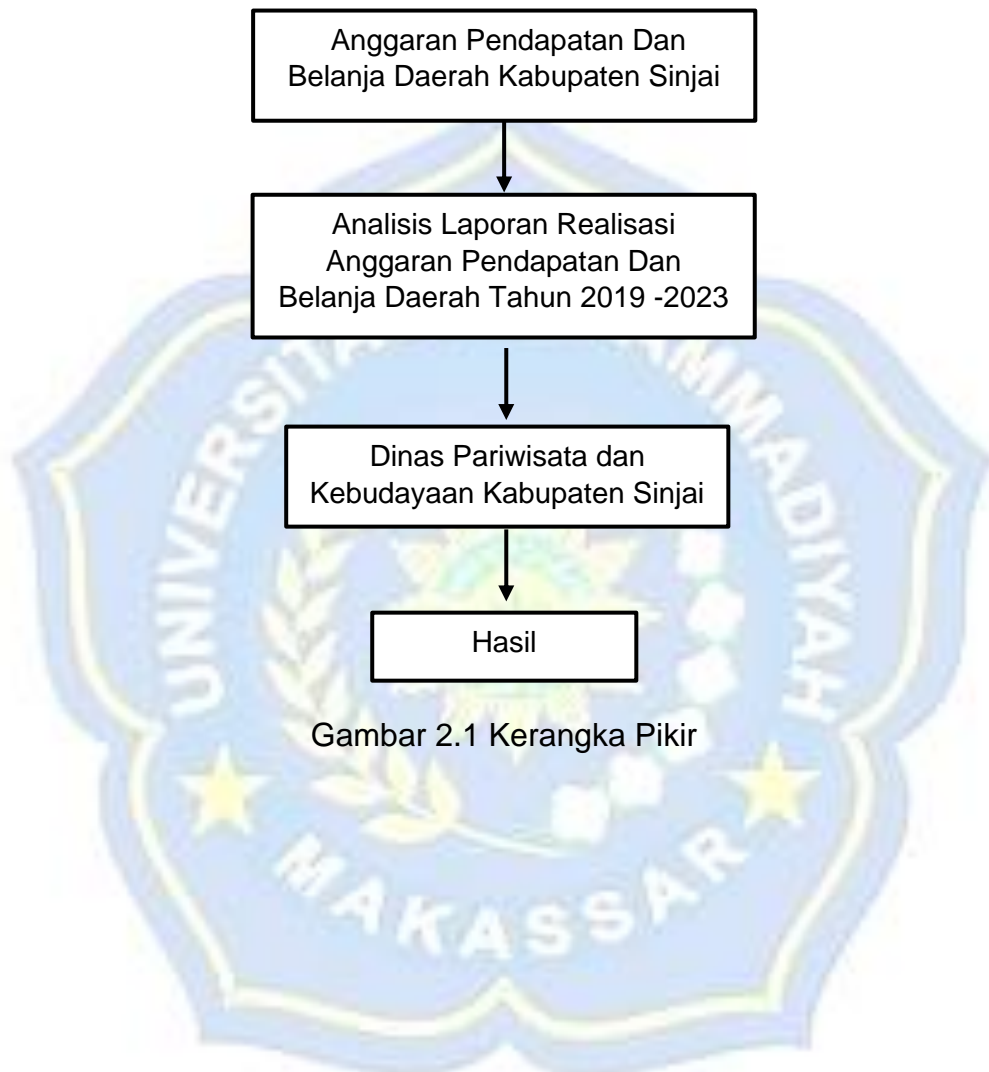 Anggaran Pendapatan Dan
Belanja Daerah Kabupaten Sinjai
Analisis Laporan Realisasi
Anggaran Pendapatan Dan
Belanja Daerah Tahun 2019 -2023
Dinas Pariwisata dan
Kebudayaan Kabupaten Sinjai
Hasil
Gambar 2.1 Kerangka Pikir
MAKASSAR